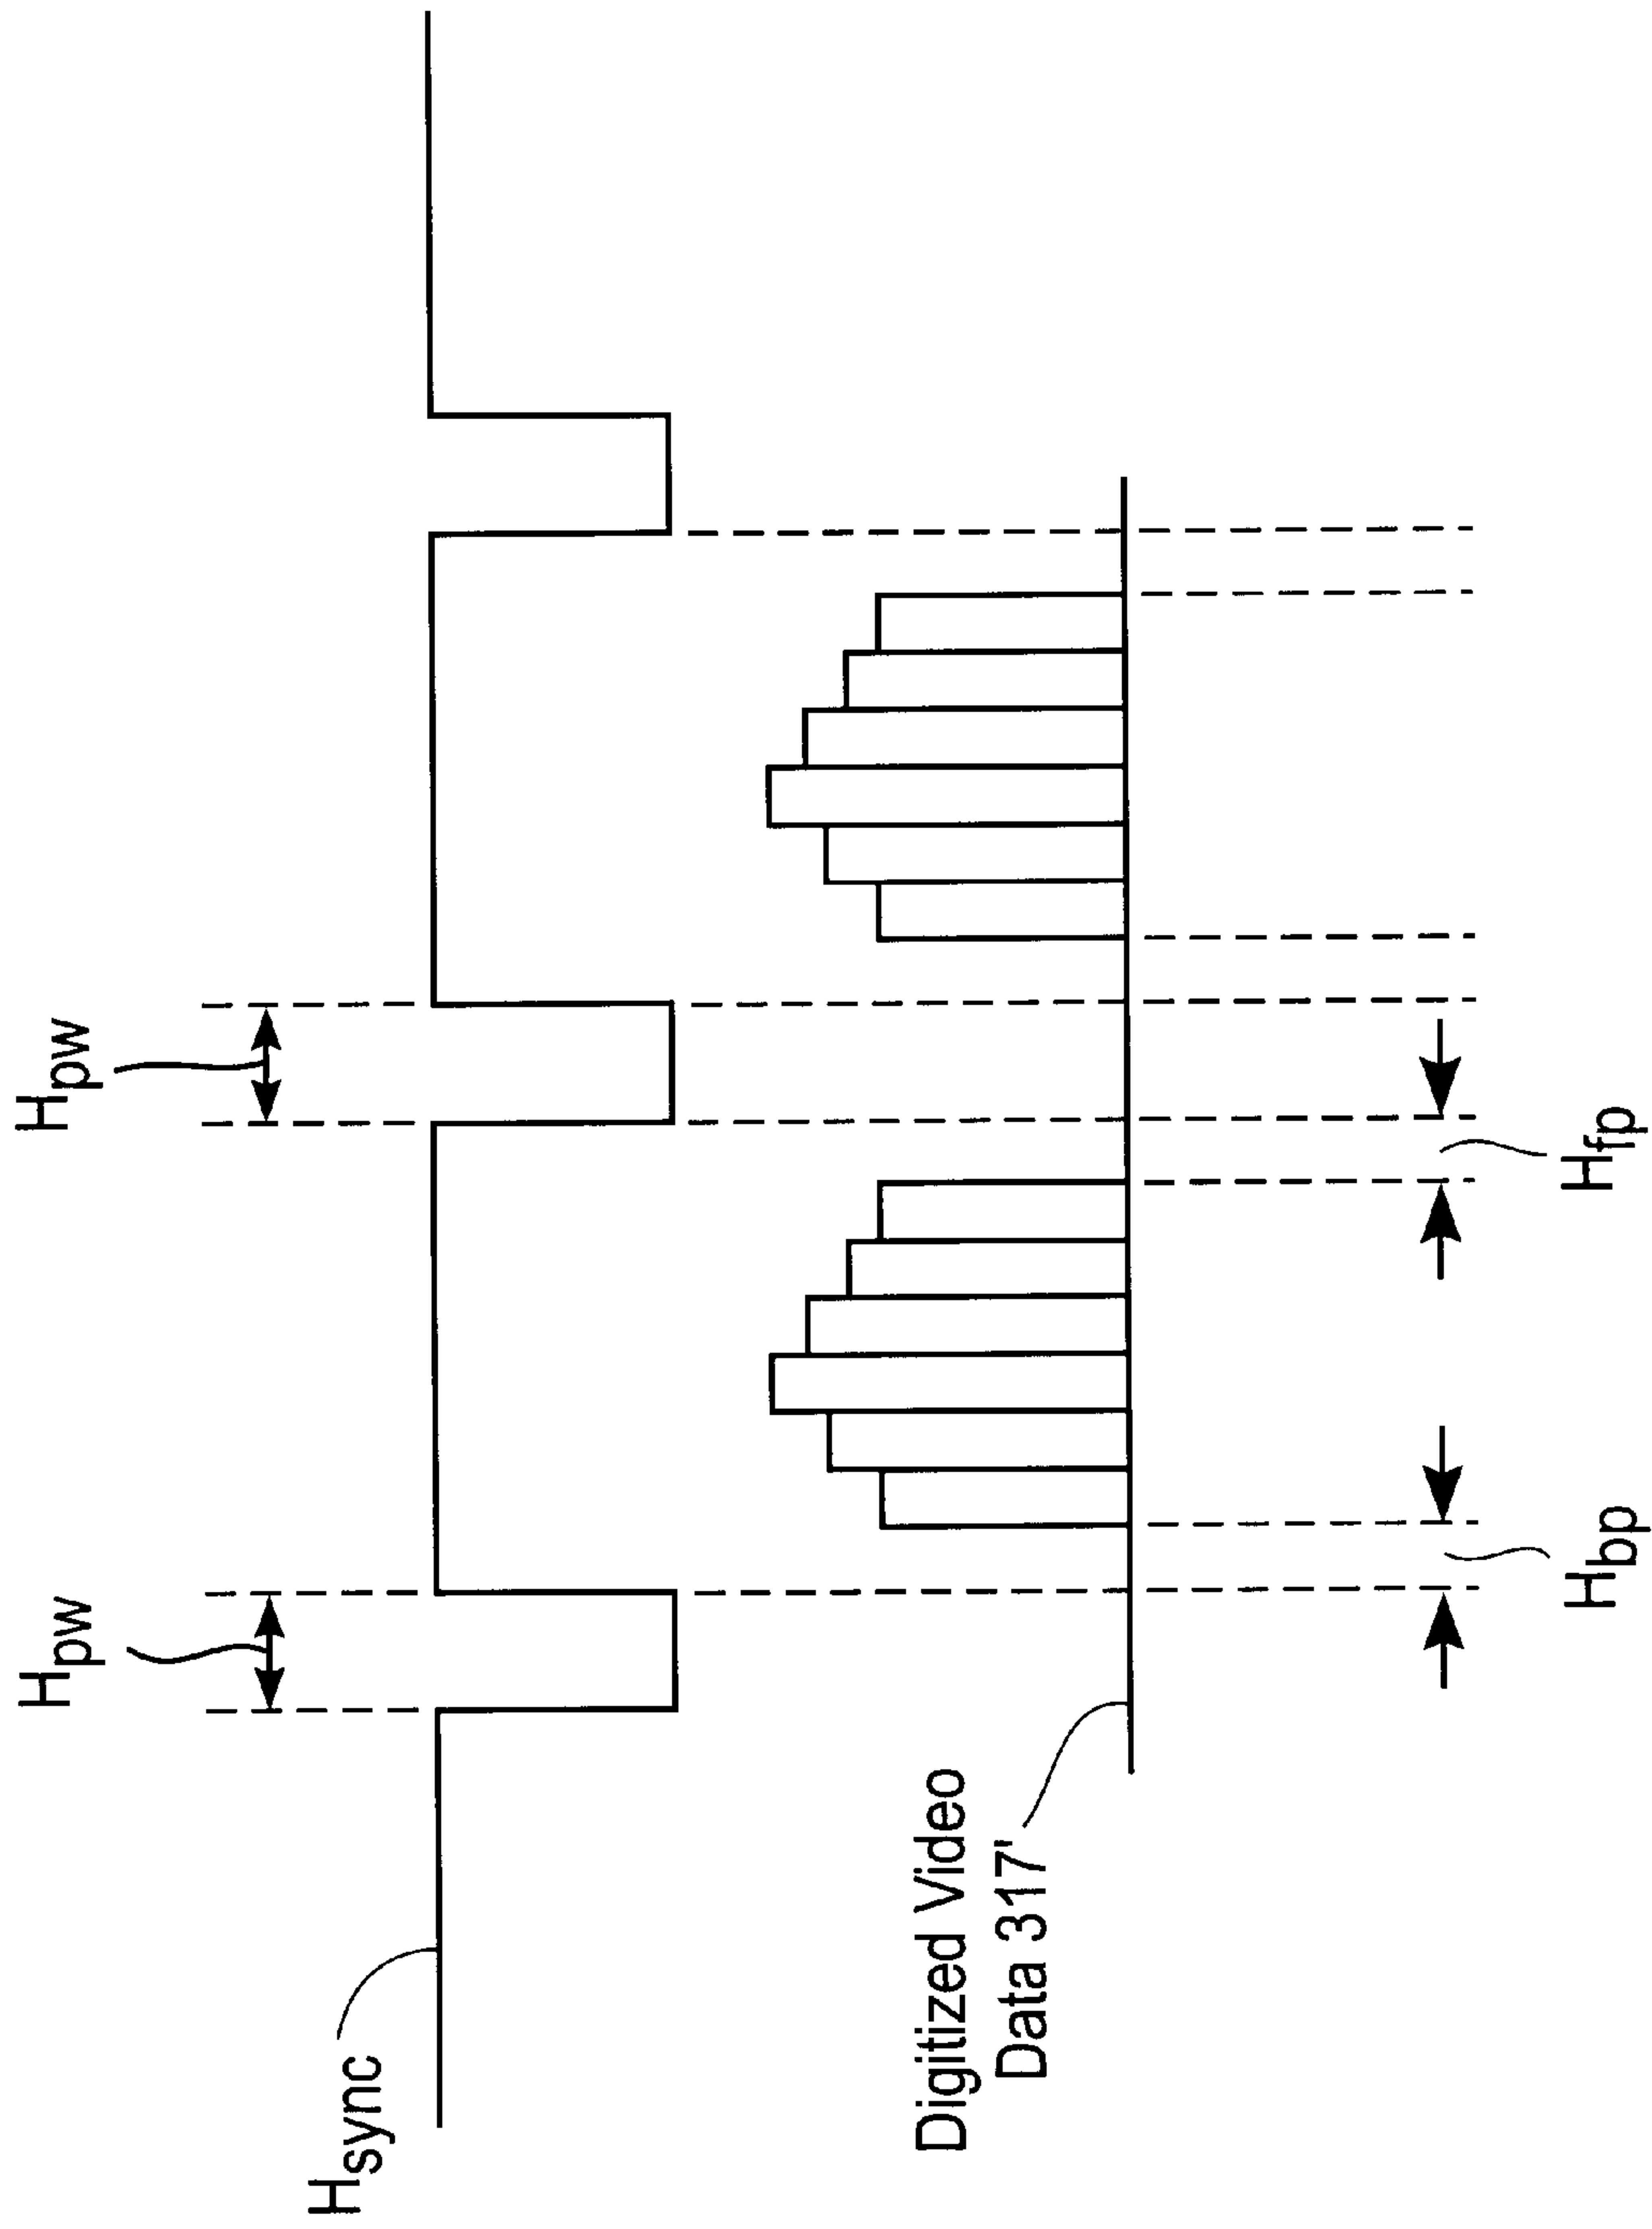 Hpw
Hpw
Hsync
Digitized Video
Data 317'
Hbp
Hfp